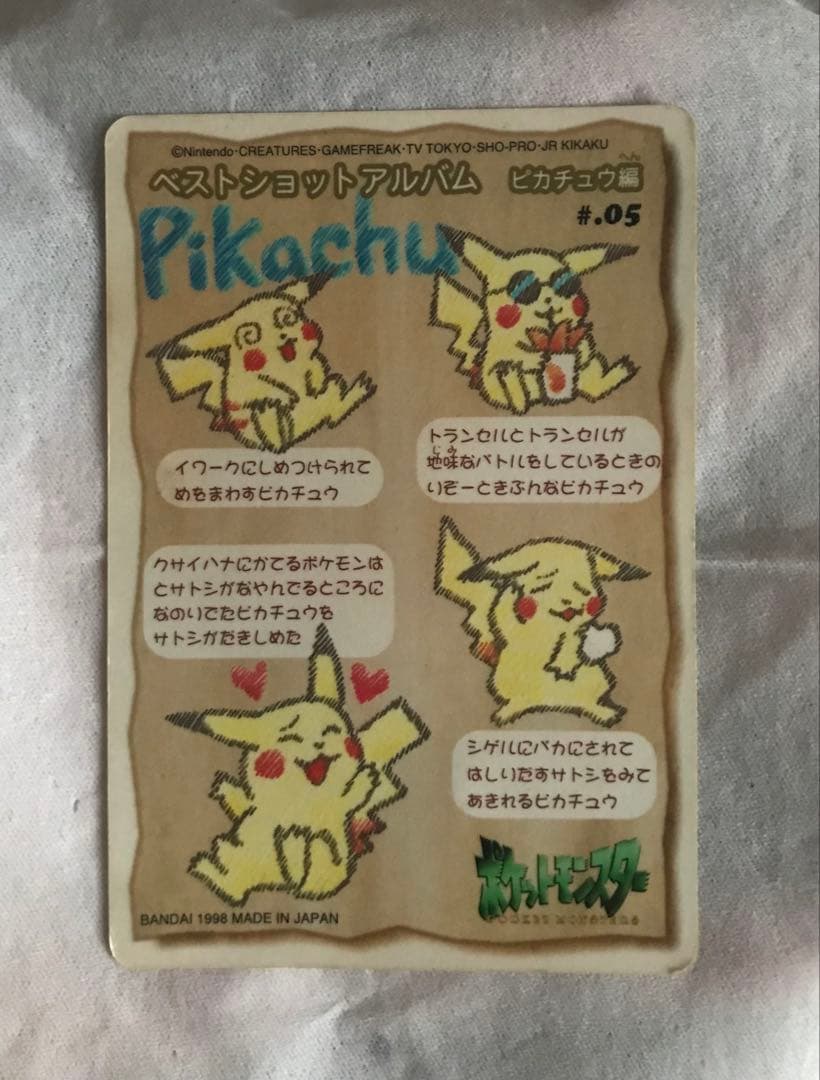 ©Nintendo・CREATURES・GAMEFREAK・TV TOKYO・SHO-PRO・JR KIKAKU
ベストショットアルバム ピカチュウ編
へん
#.05
Pikachu
イワークにしめつけられて
めをまわすピカチュウ
トランセルとトランセルが
地味なバトルをしているときの
じみ
りぞーときぶんなピカチュウ
クサイハナにかてるポケモンは
とサトシがなやんでるところに
なのりでたピカチュウを
サトシがだきしめた
シゲルにバカにされて
はしりだすサトシをみて
あきれるピカチュウ
ポケットモンスター
POCKET MONSTERS
BANDAI 1998 MADE IN JAPAN